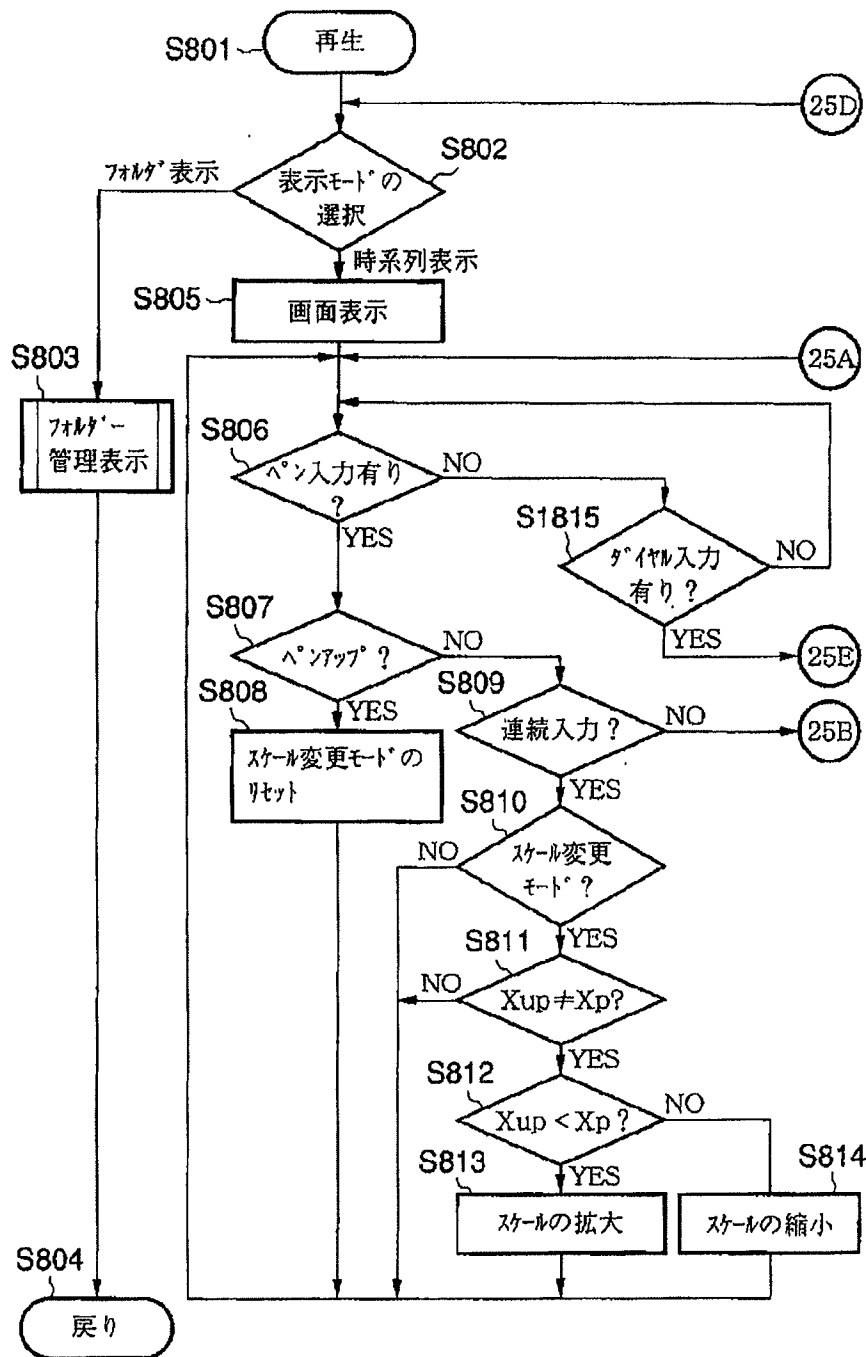 S801
再生
25D
S802
フォルダ表示
表示モードの
選択
時系列表示
S805
画面表示
25A
S803
フォルダー
管理表示
S806
ペン入力有り
?
NO
YES
S1815
ダイヤル入力
有り?
NO
YES
25E
S807
ペンアップ?
NO
YES
S808
スケール変更モードの
リセット
S809
連続入力?
NO
25B
YES
S810
スケール変更
モード?
NO
YES
S811
Xup≠Xp?
NO
YES
S812
Xup<Xp?
NO
YES
S813
スケールの拡大
S814
スケールの縮小
S804
戻り